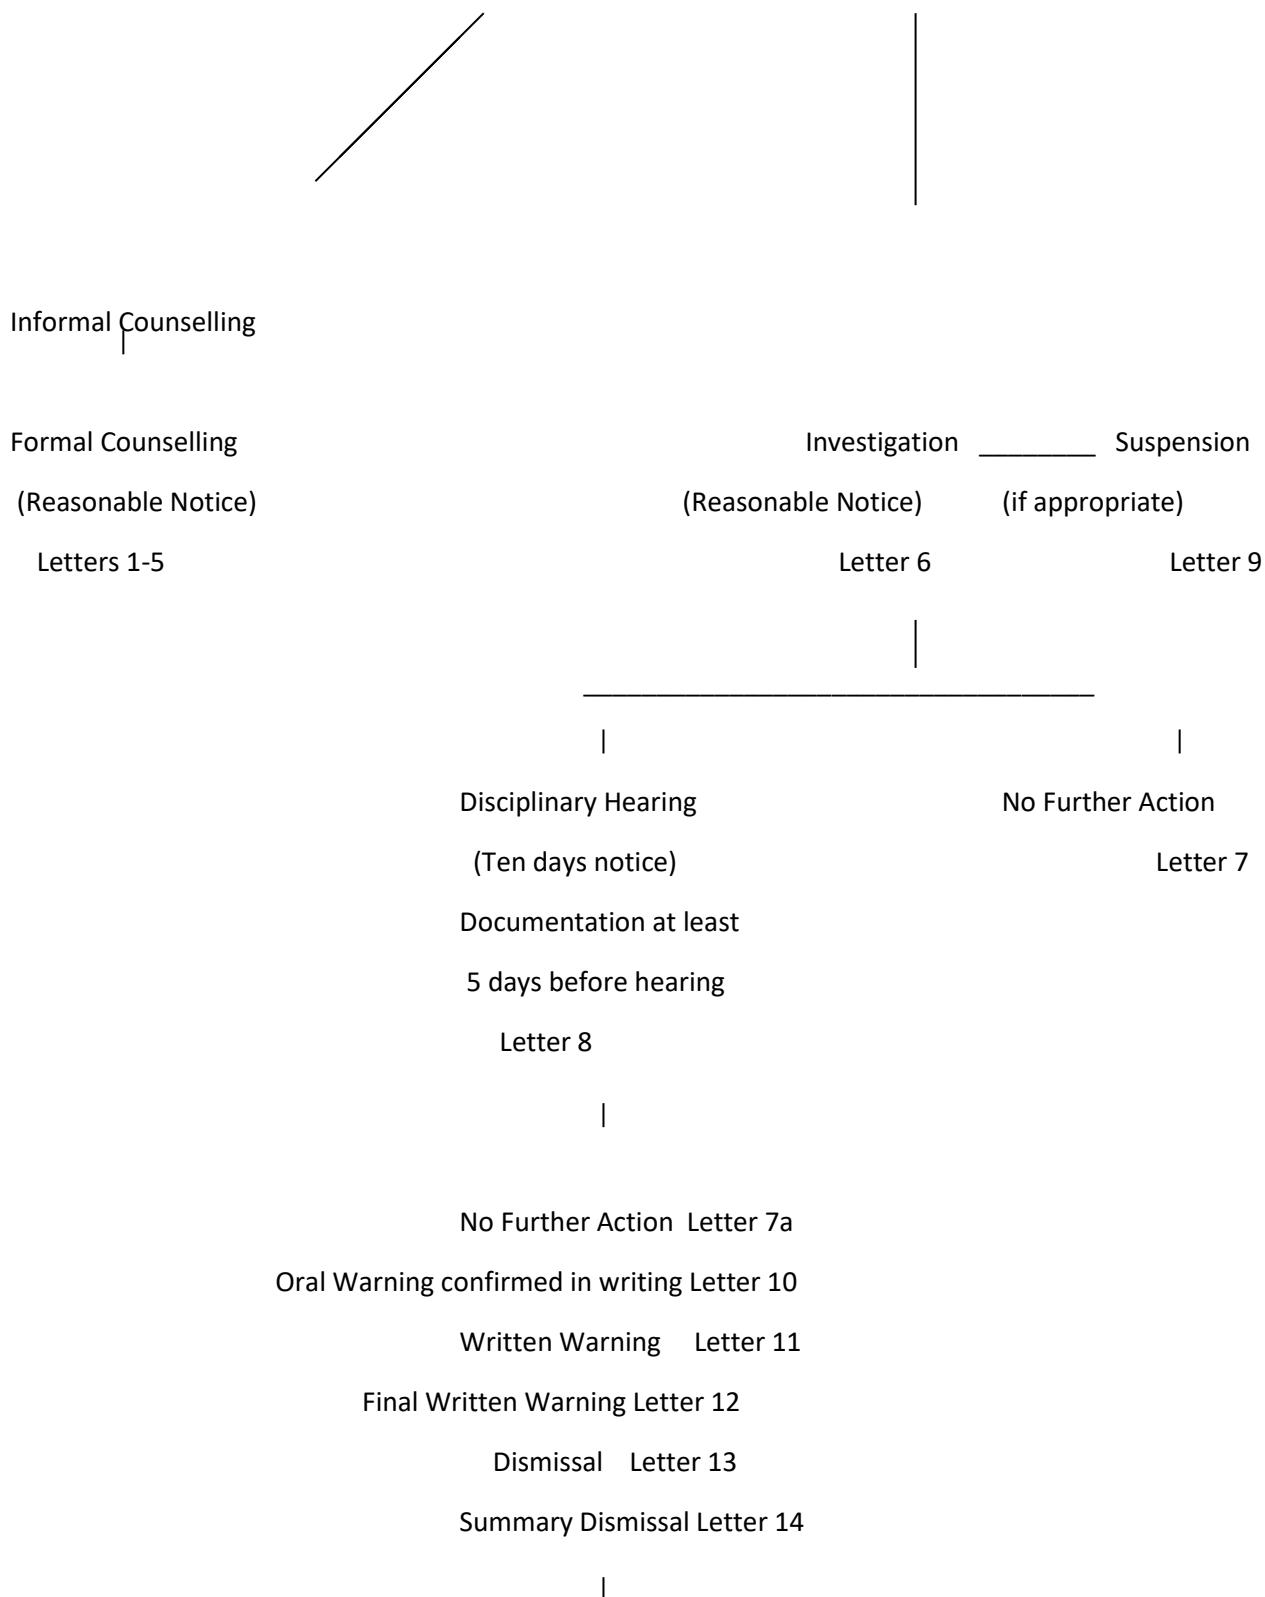 Informal Counselling
Formal Counselling Investigation ________ Suspension
(Reasonable Notice) (Reasonable Notice) (if appropriate)
Letters 1-5 Letter 6 Letter 9
Disciplinary Hearing No Further Action
(Ten days notice) Letter 7
Documentation at least
5 days before hearing
Letter 8
No Further Action Letter 7a
Oral Warning confirmed in writing Letter 10
Written Warning Letter 11
Final Written Warning Letter 12
Dismissal Letter 13
Summary Dismissal Letter 14